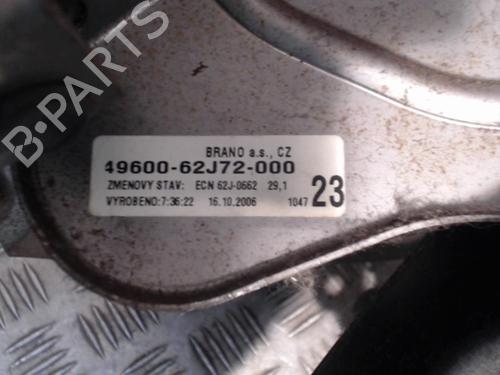 B-PARTS
BRANO a.s., CZ
49600-62J72-000
ZMENOVY STAV: ECN 62J-0662 29,1
VYROBENO:7:36:22 16.10.2006 1047 23